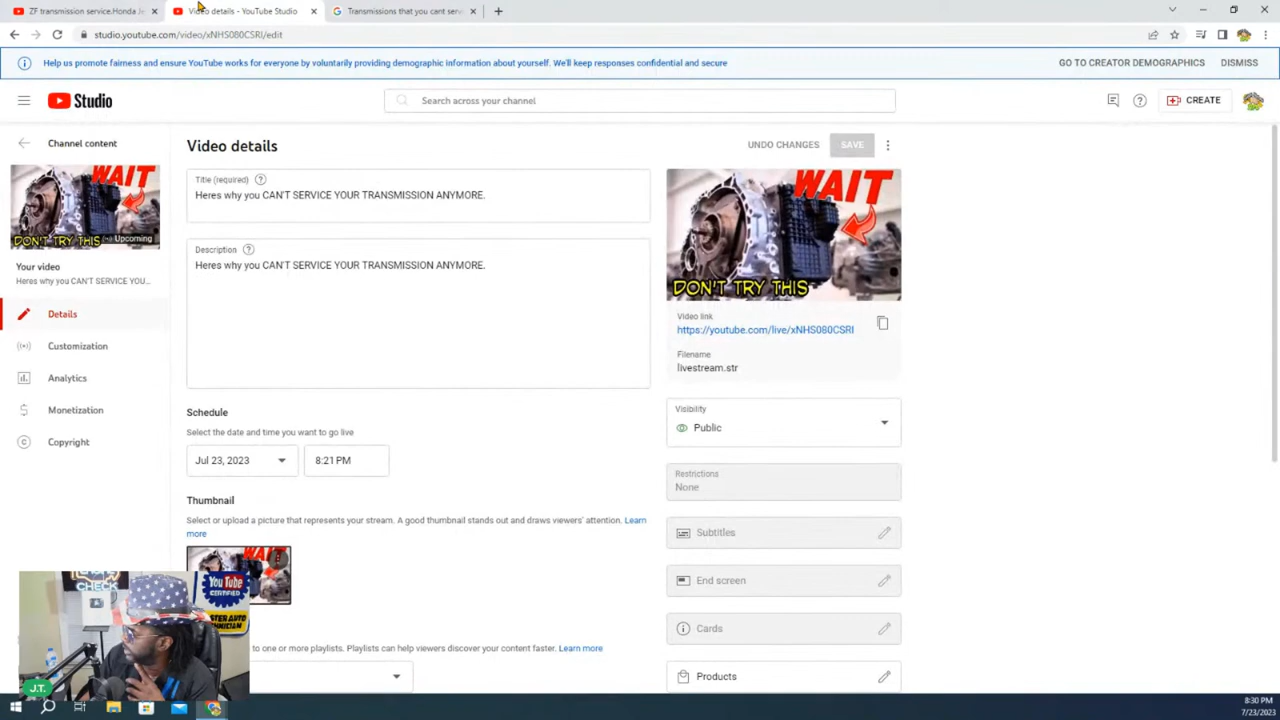 ZF transmission service.Honda Je
Video details - YouTube Studio
Transmissions that you cant serv
studio.youtube.com/video/xNHS080CSRI/edit
Help us promote fairness and ensure YouTube works for everyone by voluntarily providing demographic information about yourself. We'll keep responses confidential and secure
GO TO CREATOR DEMOGRAPHICS
DISMISS
Studio
Search across your channel
CREATE
Channel content
Video details
UNDO CHANGES
SAVE
WAIT
DON'T TRY THIS
Upcoming
Your video
Heres why you CAN'T SERVICE YOU...
Details
Customization
Analytics
Monetization
Copyright
Title (required)
Heres why you CAN'T SERVICE YOUR TRANSMISSION ANYMORE.
Description
Heres why you CAN'T SERVICE YOUR TRANSMISSION ANYMORE.
WAIT
DON'T TRY THIS
Video link
https://youtube.com/live/xNHS080CSRI
Filename
livestream.str
Schedule
Select the date and time you want to go live
Jul 23, 2023
8:21 PM
Visibility
Public
Restrictions
None
Thumbnail
Select or upload a picture that represents your stream. A good thumbnail stands out and draws viewers' attention. Learn
more
Subtitles
End screen
Cards
Products
to one or more playlists. Playlists can help viewers discover your content faster. Learn more
CHECK
YouTube
CERTIFIED
TECHNICIAN
J.T.
8:30 PM
7/23/2023